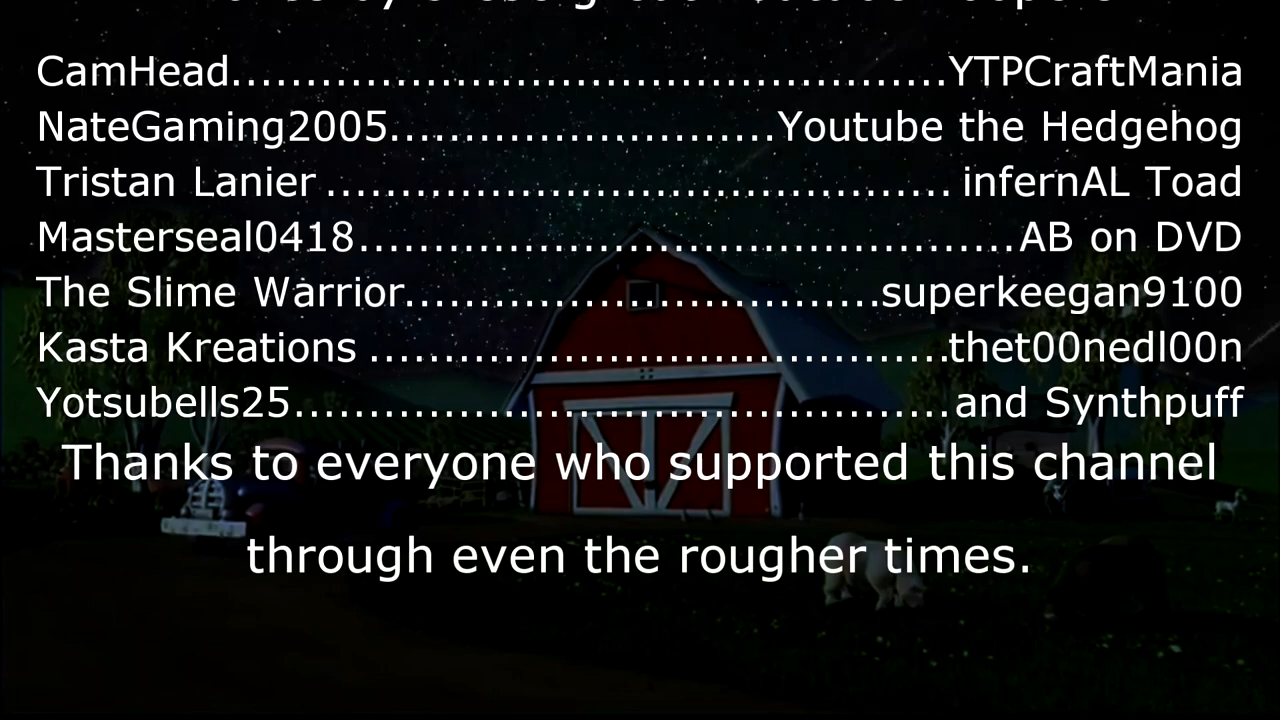 CamHead................................................YTPCraftMania
NateGaming2005..........................Youtube the Hedgehog
Tristan Lanier .......................................... infernAL Toad
Masterseal0418............................................AB on DVD
The Slime Warrior................................superkeegan9100
Kasta Kreations .......................................thet00nedl00n
Yotsubells25............................................and Synthpuff
Thanks to everyone who supported this channel
through even the rougher times.